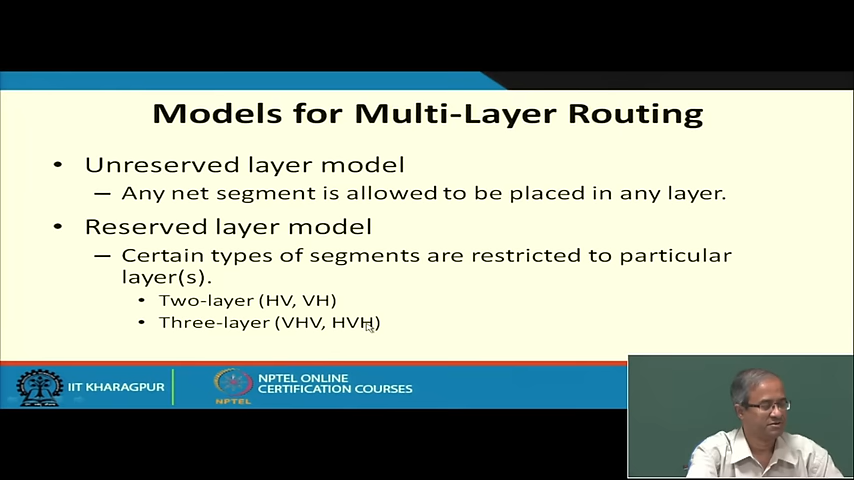 Models for Multi-Layer Routing
• Unreserved layer model
– Any net segment is allowed to be placed in any layer.
• Reserved layer model
– Certain types of segments are restricted to particular
layer(s).
• Two-layer (HV, VH)
• Three-layer (VHV, HVH)
IIT KHARAGPUR
NPTEL
NPTEL ONLINE
CERTIFICATION COURSES